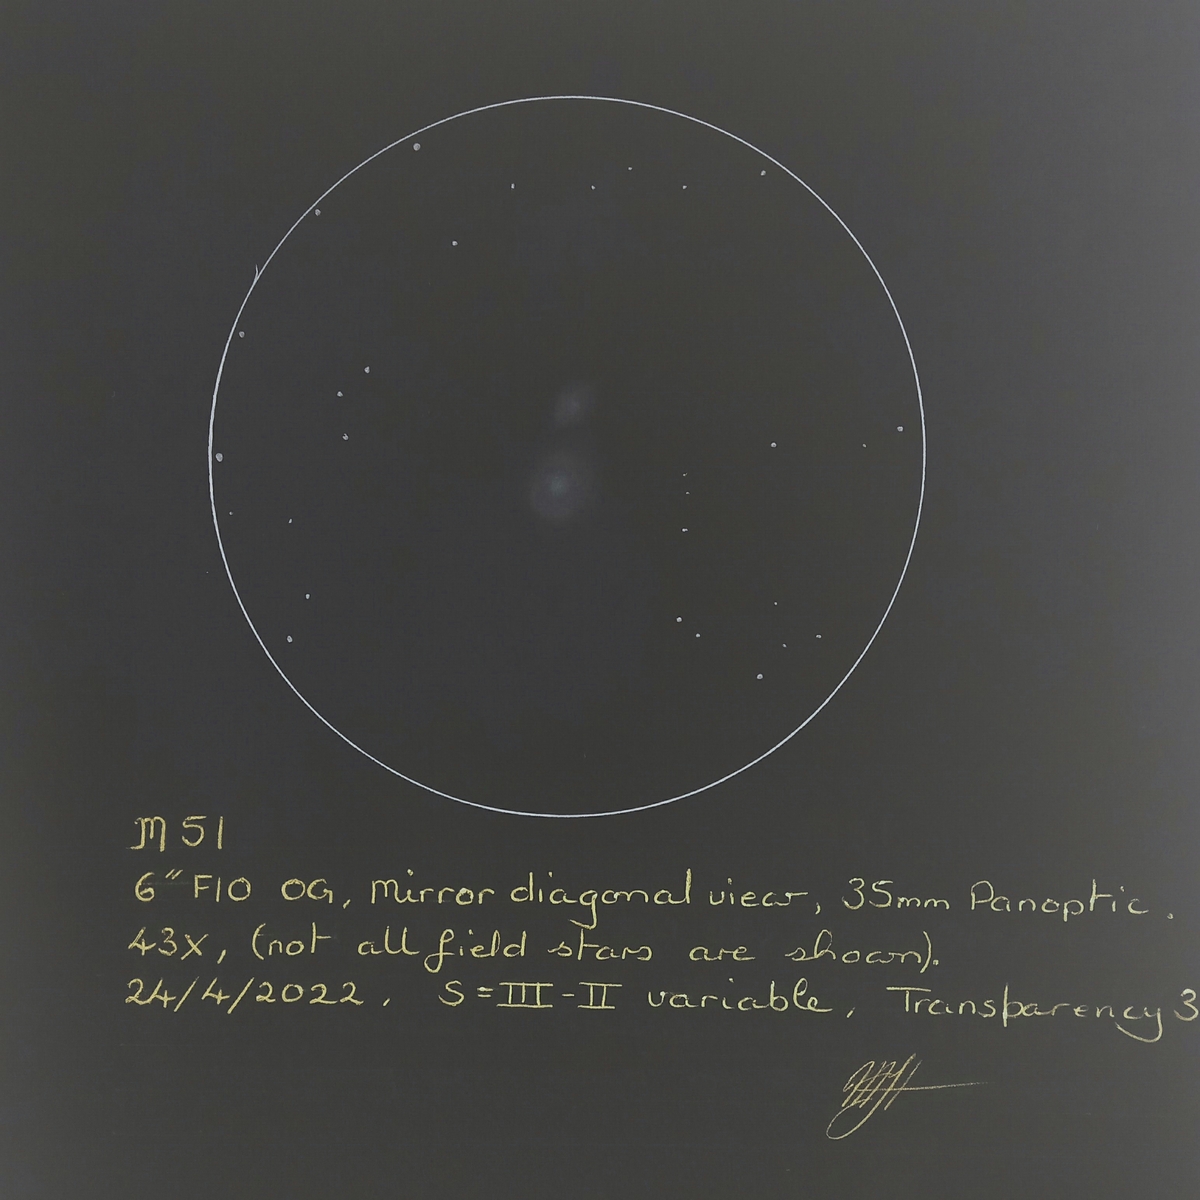 M51
6" F10 OG, Mirror diagonal view, 35mm Panoptic.
43x, (not all field stars are shown).
24/4/2022. S=III-II variable, Transparency 3